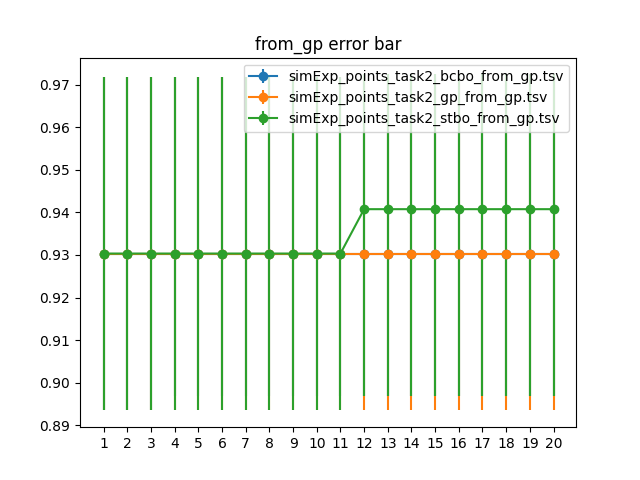 from_gp error bar
simExp_points_task2_bcbo_from_gp.tsv
simExp_points_task2_gp_from_gp.tsv
simExp_points_task2_stbo_from_gp.tsv
0.97
0.96
0.95
0.94
0.93
0.92
0.91
0.90
0.89
1 2 3 4 5 6 7 8 9 10 11 12 13 14 15 16 17 18 19 20